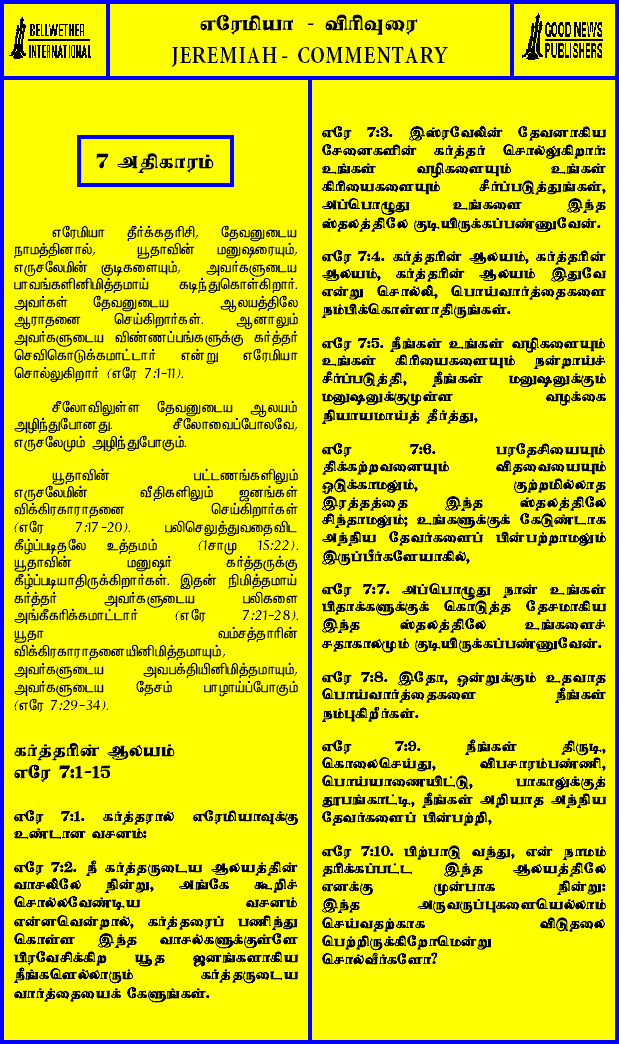 BELLWETHER
INTERNATIONAL
எரேமியா - விரிவுரை
JEREMIAH - COMMENTARY
GOOD NEWS
PUBLISHERS
7 அதிகாரம்
எரேமியா தீர்க்கதரிசி, தேவனுடைய
நாமத்தினால், யூதாவின் மனுஷரையும்,
எருசலேமின் குடிகளையும், அவர்களுடைய
பாவங்களினிமித்தமாய் கடிந்துகொள்கிறார்.
அவர்கள் தேவனுடைய ஆலயத்திலே
ஆராதனை செய்கிறார்கள். ஆனாலும்
அவர்களுடைய விண்ணப்பங்களுக்கு கர்த்தர்
செவிகொடுக்கமாட்டார் என்று எரேமியா
சொல்லுகிறார் (எரே 7:1-11).
சீலோவிலுள்ள தேவனுடைய ஆலயம்
அழிந்துபோனது. சீலோவைப்போலவே,
எருசலேமும் அழிந்துபோகும்.
யூதாவின் பட்டணங்களிலும்
எருசலேமின் வீதிகளிலும் ஜனங்கள்
விக்கிரகாராதனை செய்கிறார்கள்
(எரே 7:17-20). பலிசெலுத்துவதைவிட
கீழ்ப்படிதலே உத்தமம் (1சாமு 15:22).
யூதாவின் மனுஷர் கர்த்தருக்கு
கீழ்ப்படியாதிருக்கிறார்கள். இதன் நிமித்தமாய்
கர்த்தர் அவர்களுடைய பலிகளை
அங்கீகரிக்கமாட்டார் (எரே 7:21-28).
யூதா வம்சத்தாரின்
விக்கிரகாராதனையினிமித்தமாயும்,
அவர்களுடைய அவபக்தியினிமித்தமாயும்,
அவர்களுடைய தேசம் பாழாய்ப்போகும்
(எரே 7:29-34).
கர்த்தரின் ஆலயம்
எரே 7:1-15
எரே 7:1. கர்த்தரால் எரேமியாவுக்கு
உண்டான வசனம்:
எரே 7:2. நீ கர்த்தருடைய ஆலயத்தின்
வாசலிலே நின்று, அங்கே கூறிச்
சொல்லவேண்டிய வசனம்
என்னவென்றால், கர்த்தரைப் பணிந்து
கொள்ள இந்த வாசல்களுக்குள்ளே
பிரவேசிக்கிற யூத ஜனங்களாகிய
நீங்களெல்லாரும் கர்த்தருடைய
வார்த்தையைக் கேளுங்கள்.
எரே 7:3. இஸ்ரவேலின் தேவனாகிய
சேனைகளின் கர்த்தர் சொல்லுகிறார்:
உங்கள் வழிகளையும் உங்கள்
கிரியைகளையும் சீர்ப்படுத்துங்கள்,
அப்பொழுது உங்களை இந்த
ஸ்தலத்திலே குடியிருக்கப்பண்ணுவேன்.
எரே 7:4. கர்த்தரின் ஆலயம், கர்த்தரின்
ஆலயம், கர்த்தரின் ஆலயம் இதுவே
என்று சொல்லி, பொய்வார்த்தைகளை
நம்பிக்கொள்ளாதிருங்கள்.
எரே 7:5. நீங்கள் உங்கள் வழிகளையும்
உங்கள் கிரியைகளையும் நன்றாய்ச்
சீர்ப்படுத்தி, நீங்கள் மனுஷனுக்கும்
மனுஷனுக்குமுள்ள வழக்கை
நியாயமாய்த் தீர்த்து,
எரே 7:6. பரதேசியையும்
திக்கற்றவனையும் விதவையையும்
ஒடுக்காமலும், குற்றமில்லாத
இரத்தத்தை இந்த ஸ்தலத்திலே
சிந்தாமலும்; உங்களுக்குக் கேடுண்டாக
அந்நிய தேவர்களைப் பின்பற்றாமலும்
இருப்பீர்களேயாகில்,
எரே 7:7. அப்பொழுது நான் உங்கள்
பிதாக்களுக்குக் கொடுத்த தேசமாகிய
இந்த ஸ்தலத்திலே உங்களைச்
சதாகாலமும் குடியிருக்கப்பண்ணுவேன்.
எரே 7:8. இதோ, ஒன்றுக்கும் உதவாத
பொய்வார்த்தைகளை நீங்கள்
நம்புகிறீர்கள்.
எரே 7:9. நீங்கள் திருடி,
கொலைசெய்து, விபசாரம்பண்ணி,
பொய்யாணையிட்டு, பாகாலுக்குத்
தூபங்காட்டி, நீங்கள் அறியாத அந்நிய
தேவர்களைப் பின்பற்றி,
எரே 7:10. பிற்பாடு வந்து, என் நாமம்
தரிக்கப்பட்ட இந்த ஆலயத்திலே
எனக்கு முன்பாக நின்று:
இந்த அருவருப்புகளையெல்லாம்
செய்வதற்காக விடுதலை
பெற்றிருக்கிறோமென்று
சொல்வீர்களோ?